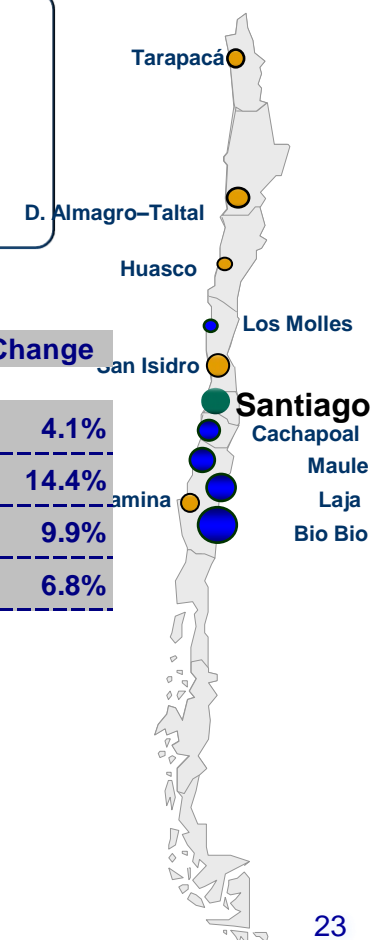 Tarapacá
D. Almagro–Taltal
Huasco
Los Molles
Change
San Isidro
Santiago
4.1%
Cachapoal
Maule
14.4%
amina
Laja
9.9%
Bio Bio
6.8%
23